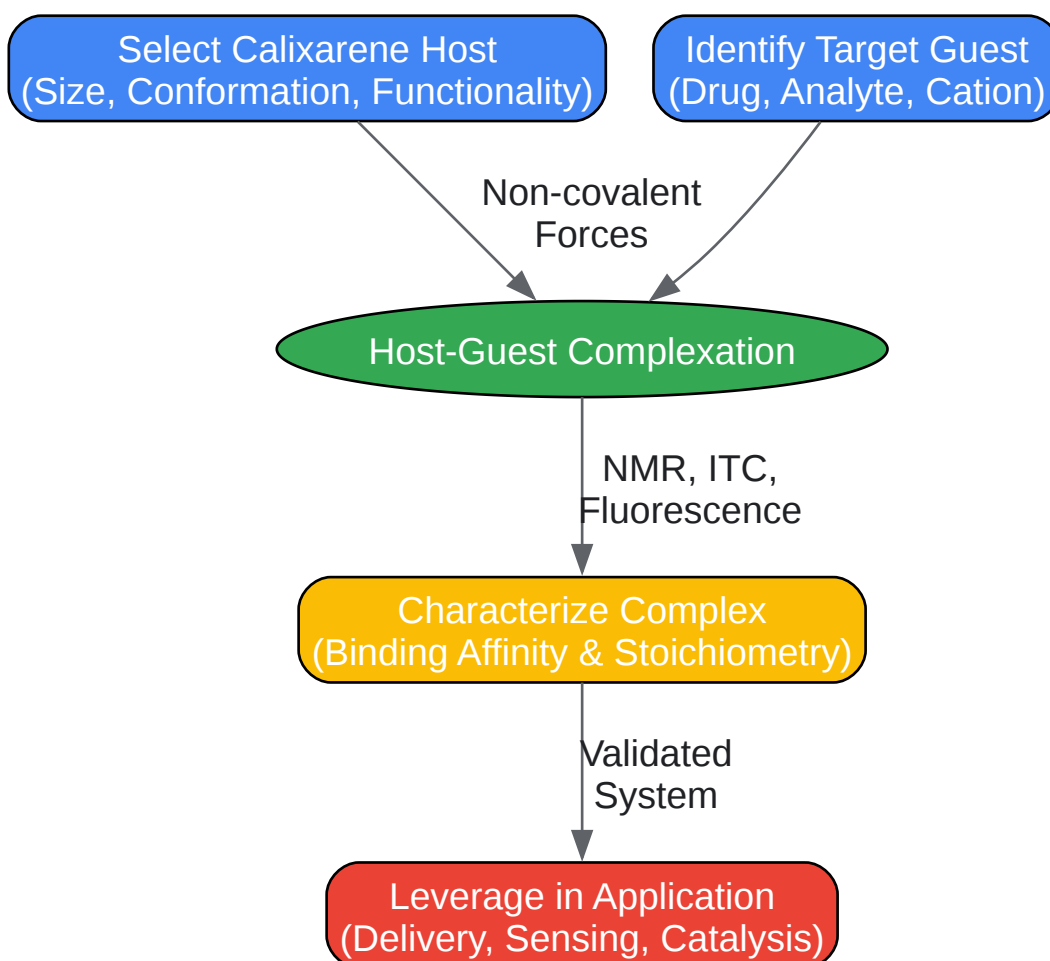 Select Calixarene Host
(Size, Conformation, Functionality)
Identify Target Guest
(Drug, Analyte, Cation)
Non-covalent
Forces
Host-Guest Complexation
NMR, ITC,
Fluorescence
Characterize Complex
(Binding Affinity & Stoichiometry)
Validated
System
Leverage in Application
(Delivery, Sensing, Catalysis)